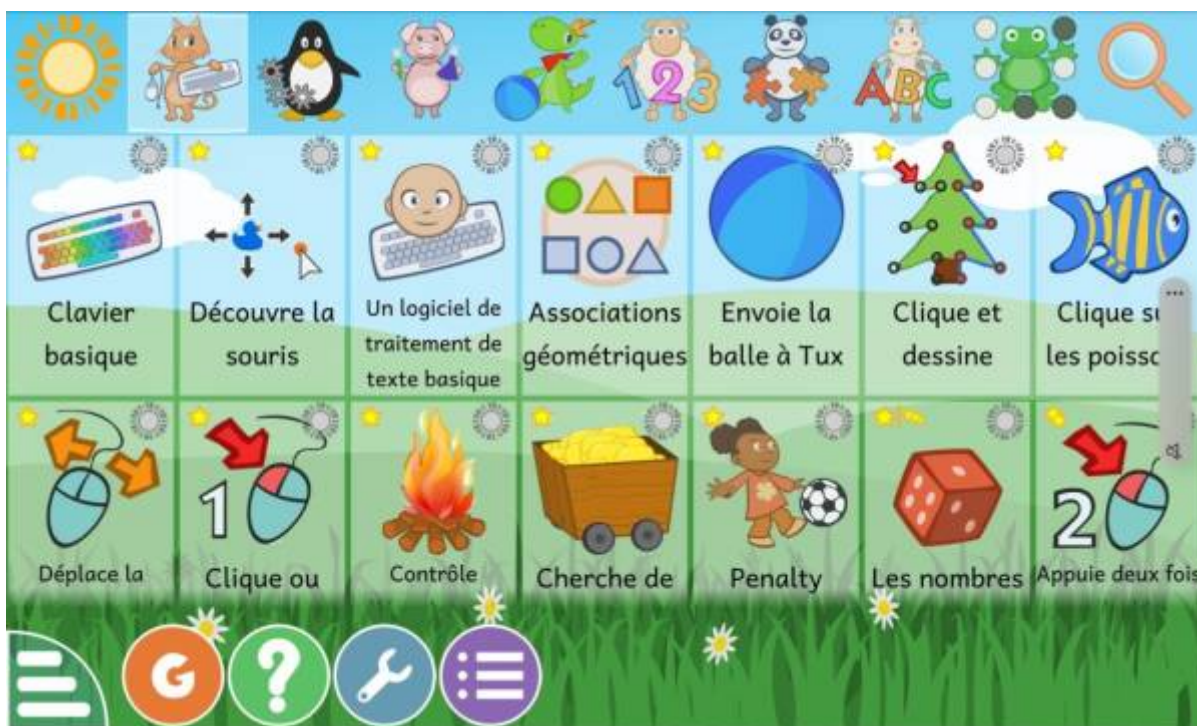 123
ABC
Clavier
basique
Découvre la
souris
Un logiciel de
traitement de
texte basique
Associations
géométriques
Envoie la
balle à Tux
Clique et
dessine
Clique su
les poisso
1
2
Déplace la
Clique ou
Contrôle
Cherche de
Penalty
Les nombres
Appuie deux fois
G
?